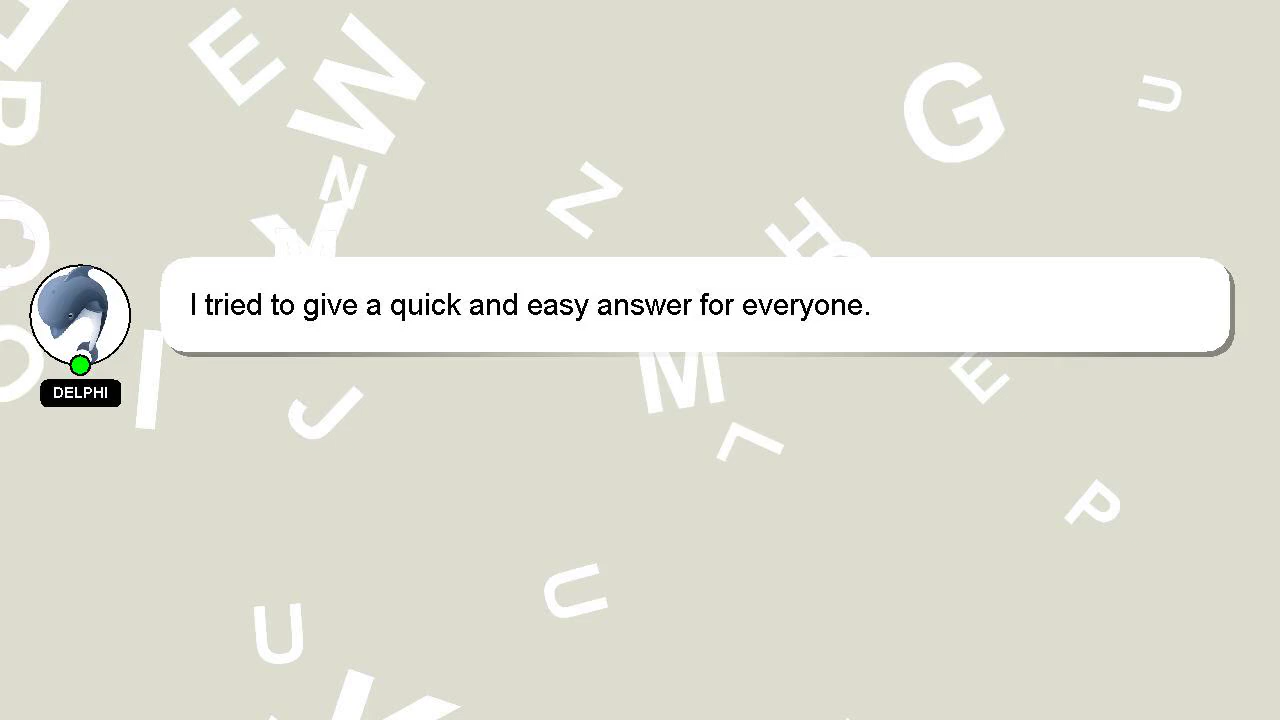 I tried to give a quick and easy answer for everyone.
DELPHI
E
W
G
U
N
Z
H
I
J
M
E
L
P
U
U
K